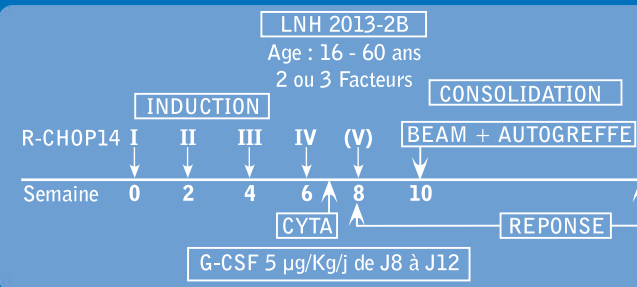 LNH 2013-2B
Age : 16 - 60 ans
2 ou 3 Facteurs
CONSOLIDATION
INDUCTION
R-CHOP14 I II III IV (V) BEAM + AUTOGREFFE
Semaine 0 2 4 6 8 10
CYTA REPONSE
G-CSF 5 µg/Kg/j de J8 à J12